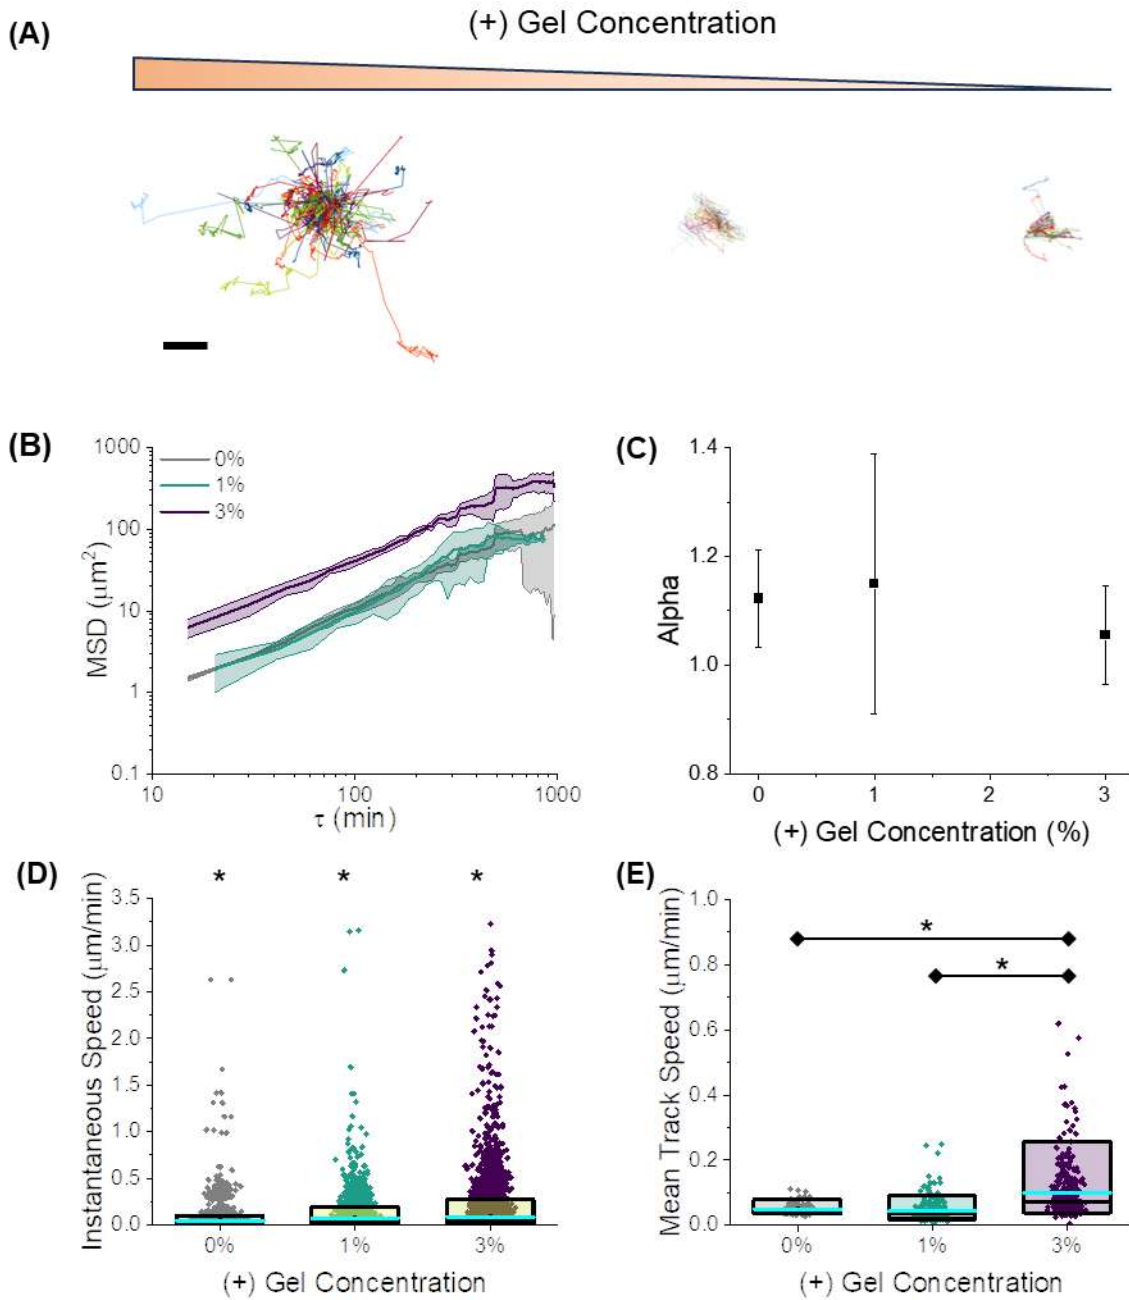 (A)
(+) Gel Concentration
(B)
1000
100
10
1
0.1
MSD (μm²)
0%
1%
3%
10
100
1000
τ (min)
(C)
1.4
1.2
1.0
0.8
Alpha
0
1
2
3
(+) Gel Concentration (%)
(D)
* * *
3.5
3.0
2.5
2.0
1.5
1.0
0.5
0.0
Instantaneous Speed (μm/min)
0%
1%
3%
(+) Gel Concentration
(E)
1.0
0.8
0.6
0.4
0.2
0.0
Mean Track Speed (μm/min)
*
*
0%
1%
3%
(+) Gel Concentration